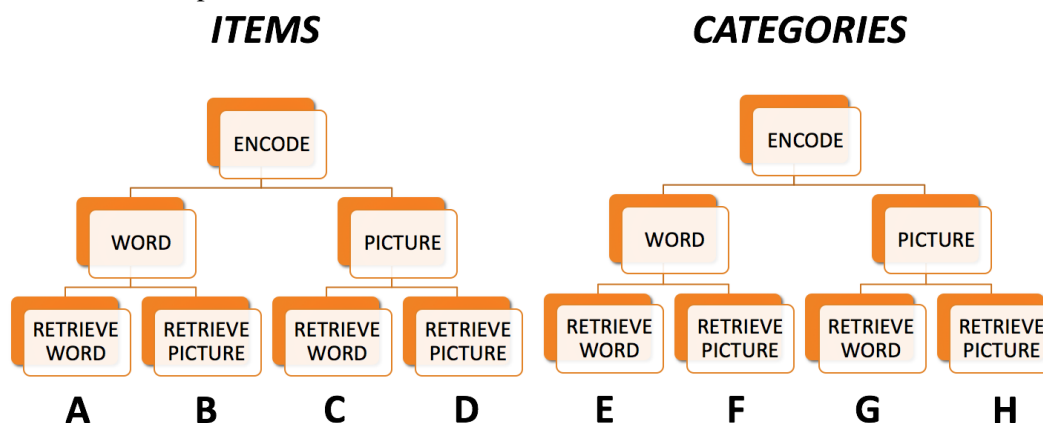 ITEMS
CATEGORIES
ENCODE
ENCODE
WORD
PICTURE
WORD
PICTURE
RETRIEVE
WORD
RETRIEVE
PICTURE
RETRIEVE
WORD
RETRIEVE
PICTURE
RETRIEVE
WORD
RETRIEVE
PICTURE
RETRIEVE
WORD
RETRIEVE
PICTURE
A
B
C
D
E
F
G
H